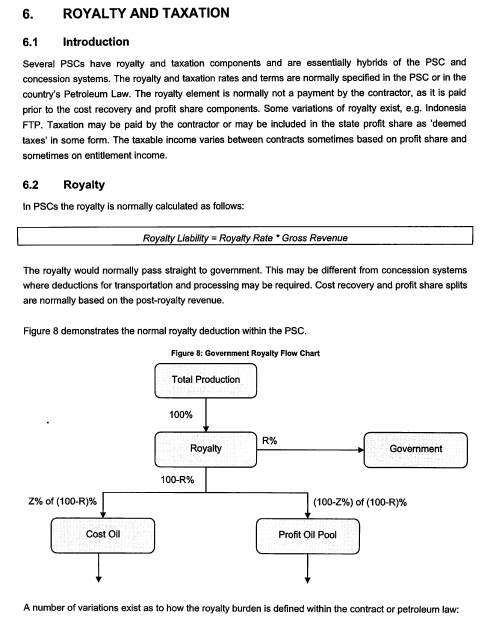 6. ROYALTY AND TAXATION
6.1 Introduction
Several PSCs have royalty and taxation components and are essentially hybrids of the PSC and
concession systems. The royalty and taxation rates and terms are normally specified in the PSC or in the
country's Petroleum Law. The royalty element is normally not a payment by the contractor, as it is paid
prior to the cost recovery and profit share components. Some variations of royalty exist, e.g. Indonesia
FTP. Taxation may be paid by the contractor or may be included in the state profit share as 'deemed
taxes' in some form. The taxable income varies between contracts sometimes based on profit share and
sometimes on entitlement income.
6.2 Royalty
In PSCs the royalty is normally calculated as follows:
Royalty Liability = Royalty Rate * Gross Revenue
The royalty would normally pass straight to government. This may be different from concession systems
where deductions for transportation and processing may be required. Cost recovery and profit share splits
are normally based on the post-royalty revenue.
Figure 8 demonstrates the normal royalty deduction within the PSC.
Figure 8: Government Royalty Flow Chart
Total Production
100%
Royalty
R%
Government
100-R%
Z% of (100-R)%
(100-Z%) of (100-R)%
Cost Oil
Profit Oil Pool
A number of variations exist as to how the royalty burden is defined within the contract or petroleum law: